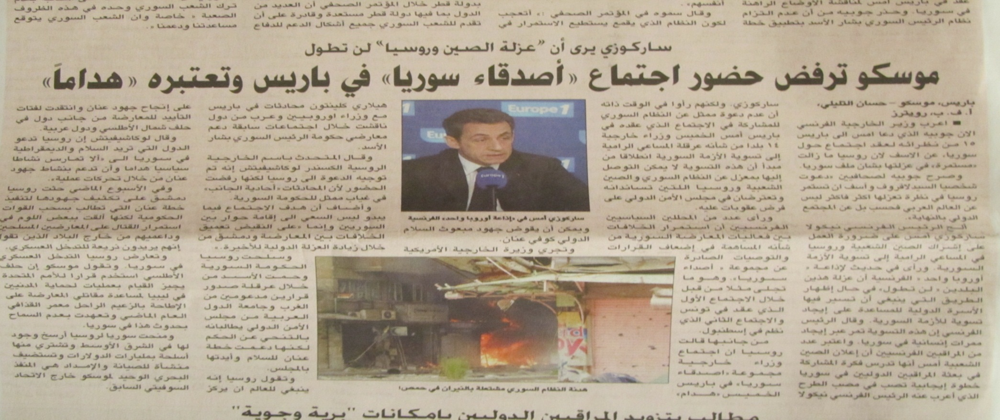 عقد في باريس أمس لمناقشة الأوضاع الراهنة
في سوريا. وحذر جوبيه من أن عدم التزام
نظام الرئيس السوري بشار الأسد بتطبيق خطة
أنفسهم».
وقال سموه في المؤتمر الصحفي :» أتعجب
لكون النظام الذي يقمع يستطيع الاستمرار في
بدولة قطر خلال المؤتمر الصحفي أن العديد من
الدول بما فيها دولة قطر مستعدة وقادرة على أن
تقدم للشعب السوري جميع أشكال الدعم للدفاع
ترك الشعب السوري وحده في هذه الظروف
الصعبة « خاصة وان الشعب السوري يتوقع
مساعدتنا ودعمنا «.
ساركوزي يرى أن "عزلة الصين وروسيا" لن تطول
موسكو ترفض حضور اجتماع «أصدقاء سوريا» في باريس وتعتبره «هداماً»
باريس، موسكو – حسان التليلي،
أ. ف. ب، رويترز
■ اعرب وزير الخارجية الفرنسي
الان جوبيه الذي دعا امس الى باريس
١٥ من نظرائه لعقد اجتماع حول
سوريا، عن الاسف لان روسيا ما زالت
«مستمرة» في عزلتها بشان ملف سوريا.
وصرح جوبيه لصحافيين «دعوت
شخصيا السيد لافروف و أسف ان تستمر
روسيا في نظرة تعزلها اكثر فاكثر ليس
عن العالم العربي فحسب بل عن المجتمع
الدولي بالنهاية».
ألح الرئيس الفرنسي نيكولا
ساركوزي أمس على ضرورة العمل
على إشراك الصين الشعبية وروسيا
في المساعي الرامية إلى تسوية الأزمة
السورية. ورأى في حديث لإذاعة «
أوروبا واحد « الفرنسية أن عزلة هذين
البلدين « لن تطول» في حال إظهار
الطريق التي ينبغي أن تسير فيها
الأسرة الدولية للمساعدة على إيجاد
تسوية للأزمة السورية. وقال الرئيس
الفرنسي إن هذه التسوية تمر عبر إيجاد
ممرات إنسانية في سوريا. واعتبر عدد
من المراقبين الفرنسيين أن إعلان الصين
الشعبية أمس أنها تدرس فكرة المشاركة
في بعثة المراقبين الدوليين في سوريا
خطوة إيجابية تصب في مصب الطرح
الذي أعرب عنه الرئيس الفرنسي نيكولا
ساركوزي. ولكنهم رأوا في الوقت ذاته
أن عدم دعوة ممثل عن النظام السوري
للمشاركة في الاجتماع الذي عقده في
باريس أمس الخميس وزراء خارجية
١٤ بلدا من شأنه عرقلة المساعي الرامية
إلى تسوية الأزمة السورية انطلاقا من
مبدأ أن هذه التسوية لا يمكن التوصل
إليها بمعزل عن النظام السوري و الصين
الشعبية وروسيا اللتين تساندانه
وتعترضان في مجلس الأمن الدولي على
فرض عقوبات عليه.
ورأى عدد من المحللين السياسيين
الفرنسيين أن استمرار الخلافات
بين فعاليات المعارضة السورية من
شأنه المساهمة في إضعاف القرارات
والتوصيات الصادرة
عن مجموعة « أصداء
سوريا». وهو ما
تجلى مثلا من قبل
خلال الاجتماع الأول
الذي عقد في تونس
والاجتماع الثاني الذي
نظم في إسطنبول.
من جانبها قالت
روسيا ان اجتماع
وزراء خارجية
مجموعة «اصدقاء
سوريا» في باريس
الخميس «هدام»
Europe 1
Europe 1
ساركوزي أمس في «إذاعة أوروبا واحد» الفرنسية
ويمكن أن يقوض جهود مبعوث السلام
الدولي كوفي عنان.
وتجري وزيرة الخارجية الأمريكية
هيلاري كلينتون محادثات في باريس
مع وزراء اوروبيين وعرب من دول
ناقشت خلال اجتماعات سابقة دعم
معارضي حكومة الرئيس السوري بشار
الأسد.
وقال المتحدث باسم الخارجية
الروسية الكسندر لوكاشيفيتش إنه تم
توجيه الدعوة الى روسيا لكنها رفضت
الحضور لأن المحادثات «أحادية الجانب»
في غياب ممثل للحكومة السورية.
وأضاف أن هدف الاجتماع فيما
يبدو ليس السعي الى إقامة حوار بين
السوريين وإنما «على النقيض تعميق
الخلافات بين المعارضة ودمشق من
خلال زيادة العزلة الدولية للأخيرة.»
وسلحت روسيا
الحكومة السورية
وحمت الأسد من
خلال عرقلة صدور
قرارين مدعومين من
الغرب وجامعة الدول
العربية من مجلس
الأمن الدولي يطالبانه
بالتنحي عن الحكم
لكنها دعمت خطة
عنان للسلام وأيدتها
بالمجلس.
وتقول روسيا إنه
ينبغي للعالم ان يركز
هدنة النظام السوري مشتعلة بالنيران في حمص!
على إنجاح جهود عنان وانتقدت لفتات
التأييد للمعارضة من جانب دول في
حلف شمال الأطلسي ودول عربية.
وقال لوكاشيفيتش إن روسيا تدعو
الدول التي تريد السلام والديمقراطية
في سوريا الى «ألا تمارس نشاطا
سياسيا هداما وأن تدعم بنشاط جهود
عنان من خلال تحركات عملية».
وفي الأسبوع الماضي حثت روسيا
دمشق على تكثيف جهودها لتنفيذ
خطة عنان التي تطالب بسحب القوات
الحكومية لكنها ألقت ببعض اللوم في
استمرار القتال على المعارضين المسلحين
وداعميهم من خارج البلاد الذين تقول
إنهم يريدون ذريعة للتدخل العسكري.
وتعارض روسيا التدخل العسكري
في سوريا. وتقول موسكو إن حلف
الأطلسي استخدم قرارا للأمم المتحدة
يجيز القيام بعمليات لحماية المدنيين
في ليبيا لمساعدة مقاتلي المعارضة على
الإطاحة بالزعيم الراحل معمر القذافي
العام الماضي وتعهدت بعدم السماح
بحدوث هذا في سوريا.
ومنحت سوريا لروسيا أرسخ وجود
لها في الشرق الأوسط وتشتري منها
أسلحة بمليارات الدولارات وتستضيف
منشأة للصيانة والإمداد هي المنفذ
البحري الوحيد لموسكو خارج الاتحاد
السوفيتي السابق.
مطالب بتزويد المراقبين الدوليين بإمكانات "برية وجوية"